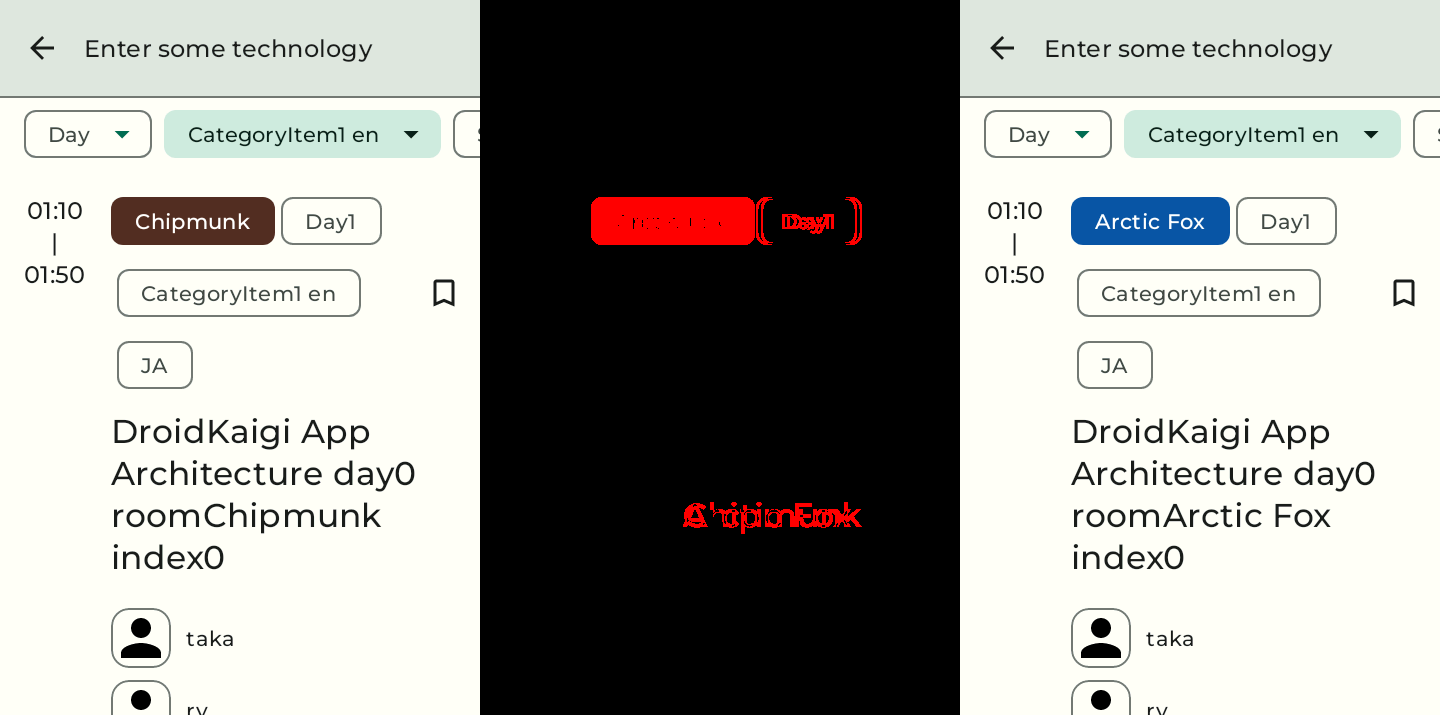 Enter some technology
Day
CategoryItem1 en
01:10
|
01:50
Chipmunk
Day1
CategoryItem1 en
JA
DroidKaigi App
Architecture day0
roomChipmunk
index0
taka
ry
Day1
Enter some technology
Day
CategoryItem1 en
01:10
|
01:50
Arctic Fox
Day1
CategoryItem1 en
JA
DroidKaigi App
Architecture day0
roomArctic Fox
index0
taka
ry